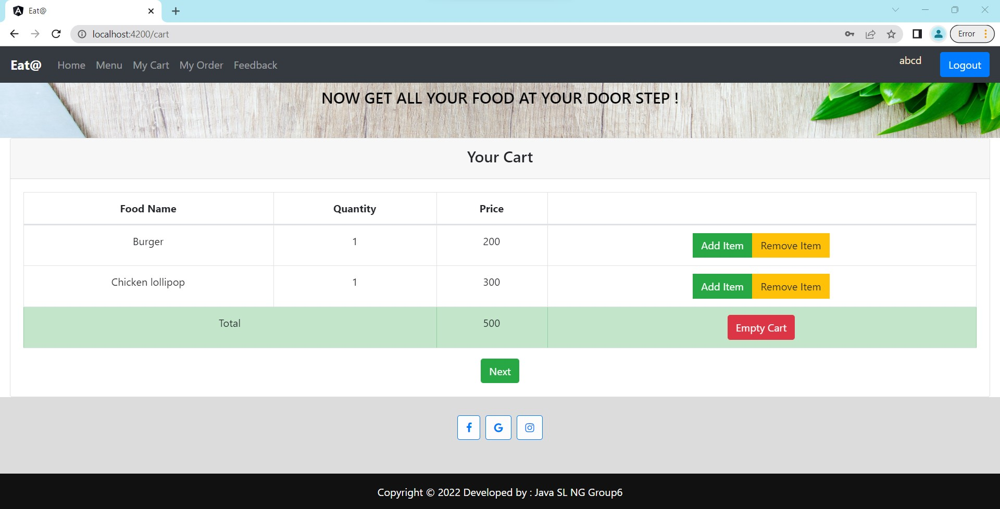 Eat@
localhost:4200/cart
Error
Eat@ Home Menu My Cart My Order Feedback abcd Logout
NOW GET ALL YOUR FOOD AT YOUR DOOR STEP !
Your Cart
Food Name Quantity Price
Burger 1 200 Add Item Remove Item
Chicken lollipop 1 300 Add Item Remove Item
Total 500 Empty Cart
Next
Copyright © 2022 Developed by : Java SL NG Group6